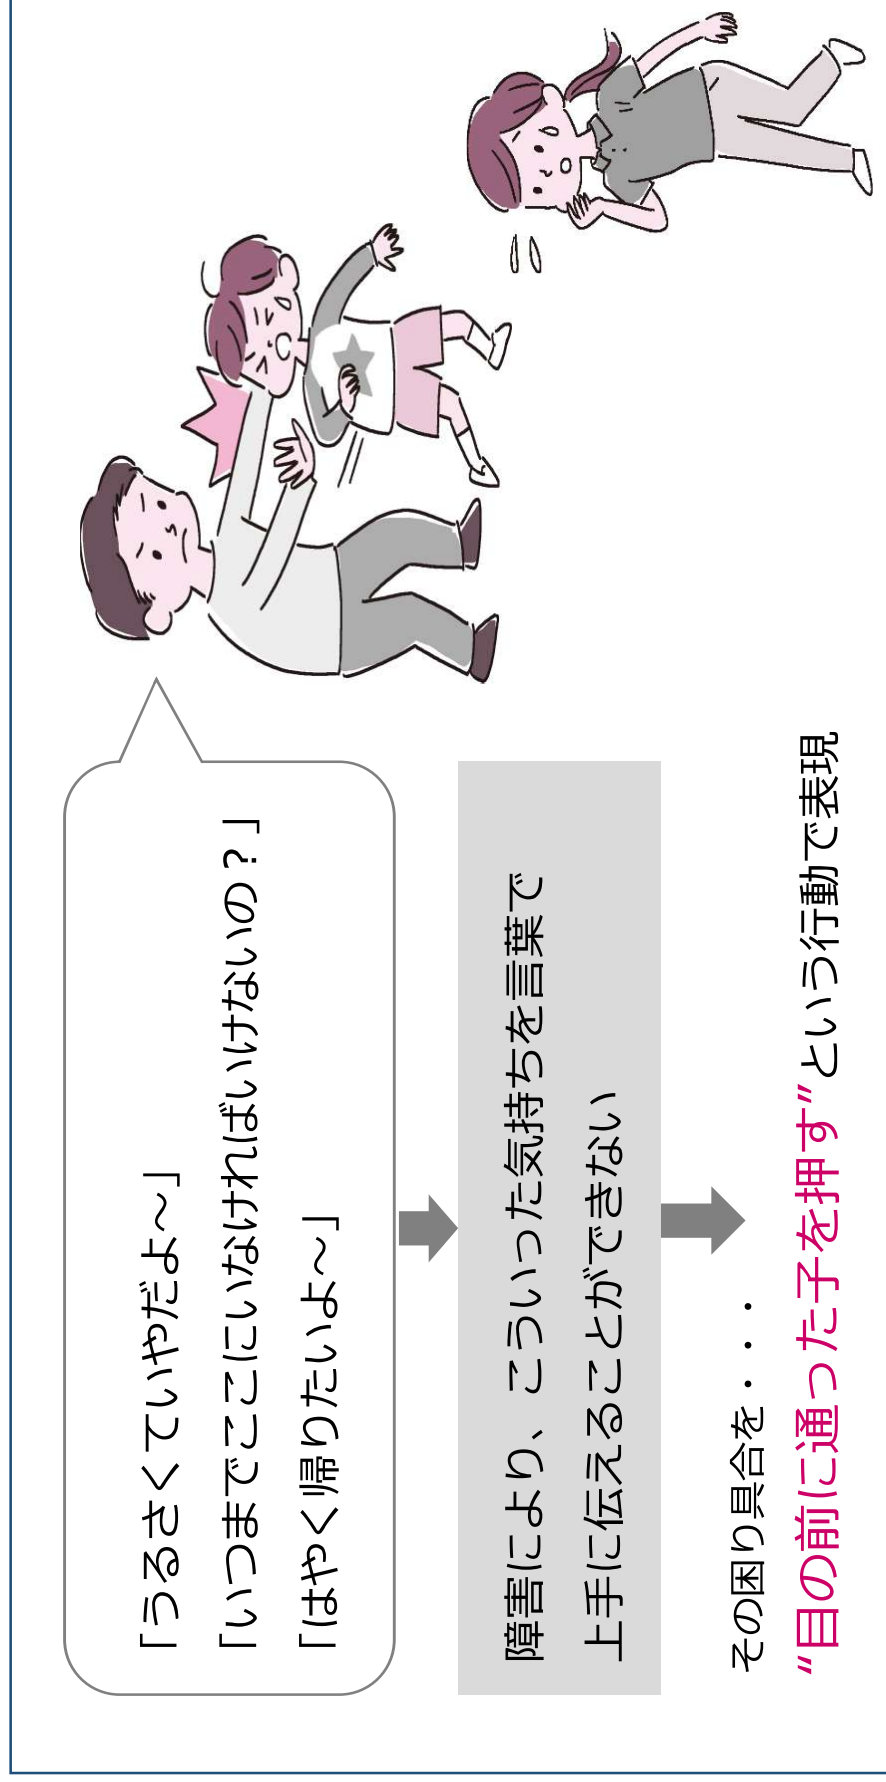 「うるさくていやだよ～」
「いつまでここにいなければいけないの？」
「はやく帰りたいよ～」
障害により、こういった気持ちを言葉で
上手に伝えることができない
その困り具合を・・・
“目の前に通った子を押す”という行動で表現